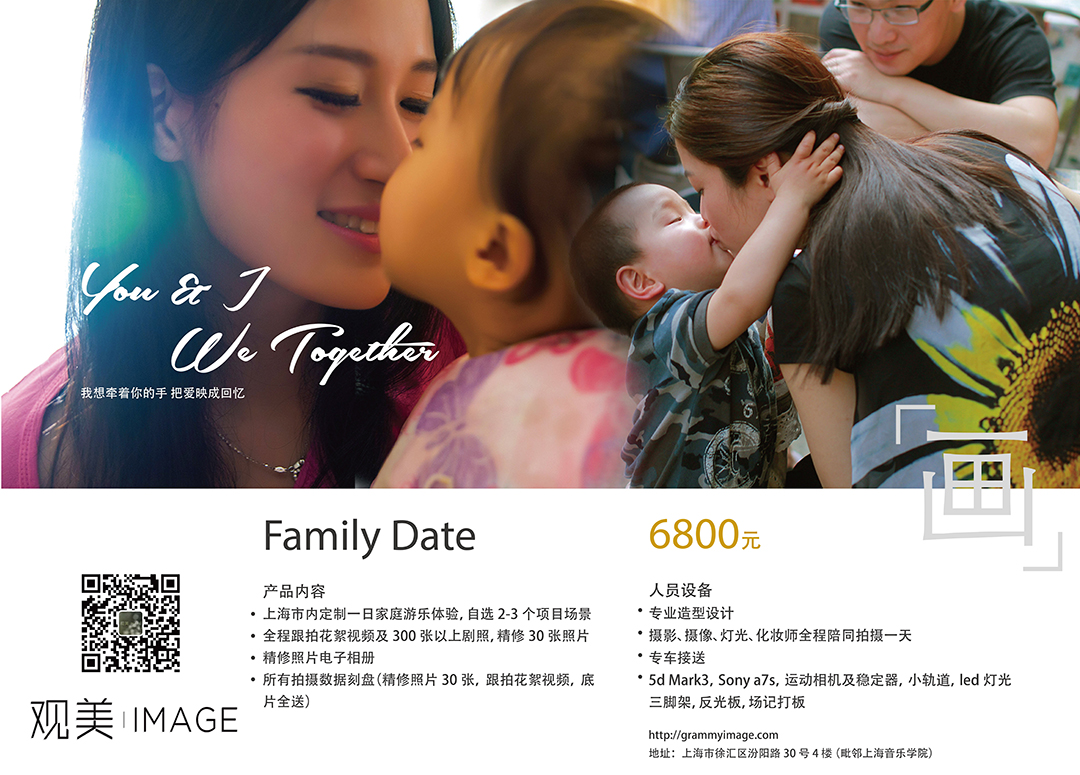 You & I
We Together
我想牵着你的手 把爱映成回忆
「画」
Family Date
6800元
产品内容
• 上海市内定制一日家庭游乐体验, 自选 2-3 个项目场景
• 全程跟拍花絮视频及 300 张以上剧照, 精修 30 张照片
• 精修照片电子相册
• 所有拍摄数据刻盘（精修照片 30 张, 跟拍花絮视频, 底
片全送）
人员设备
• 专业造型设计
• 摄影、摄像、灯光、化妆师全程陪同拍摄一天
• 专车接送
• 5d Mark3, Sony a7s, 运动相机及稳定器, 小轨道, led 灯光
三脚架, 反光板, 场记打板
观美 IMAGE
http://grammyimage.com
地址: 上海市徐汇区汾阳路 30 号 4 楼（毗邻上海音乐学院）